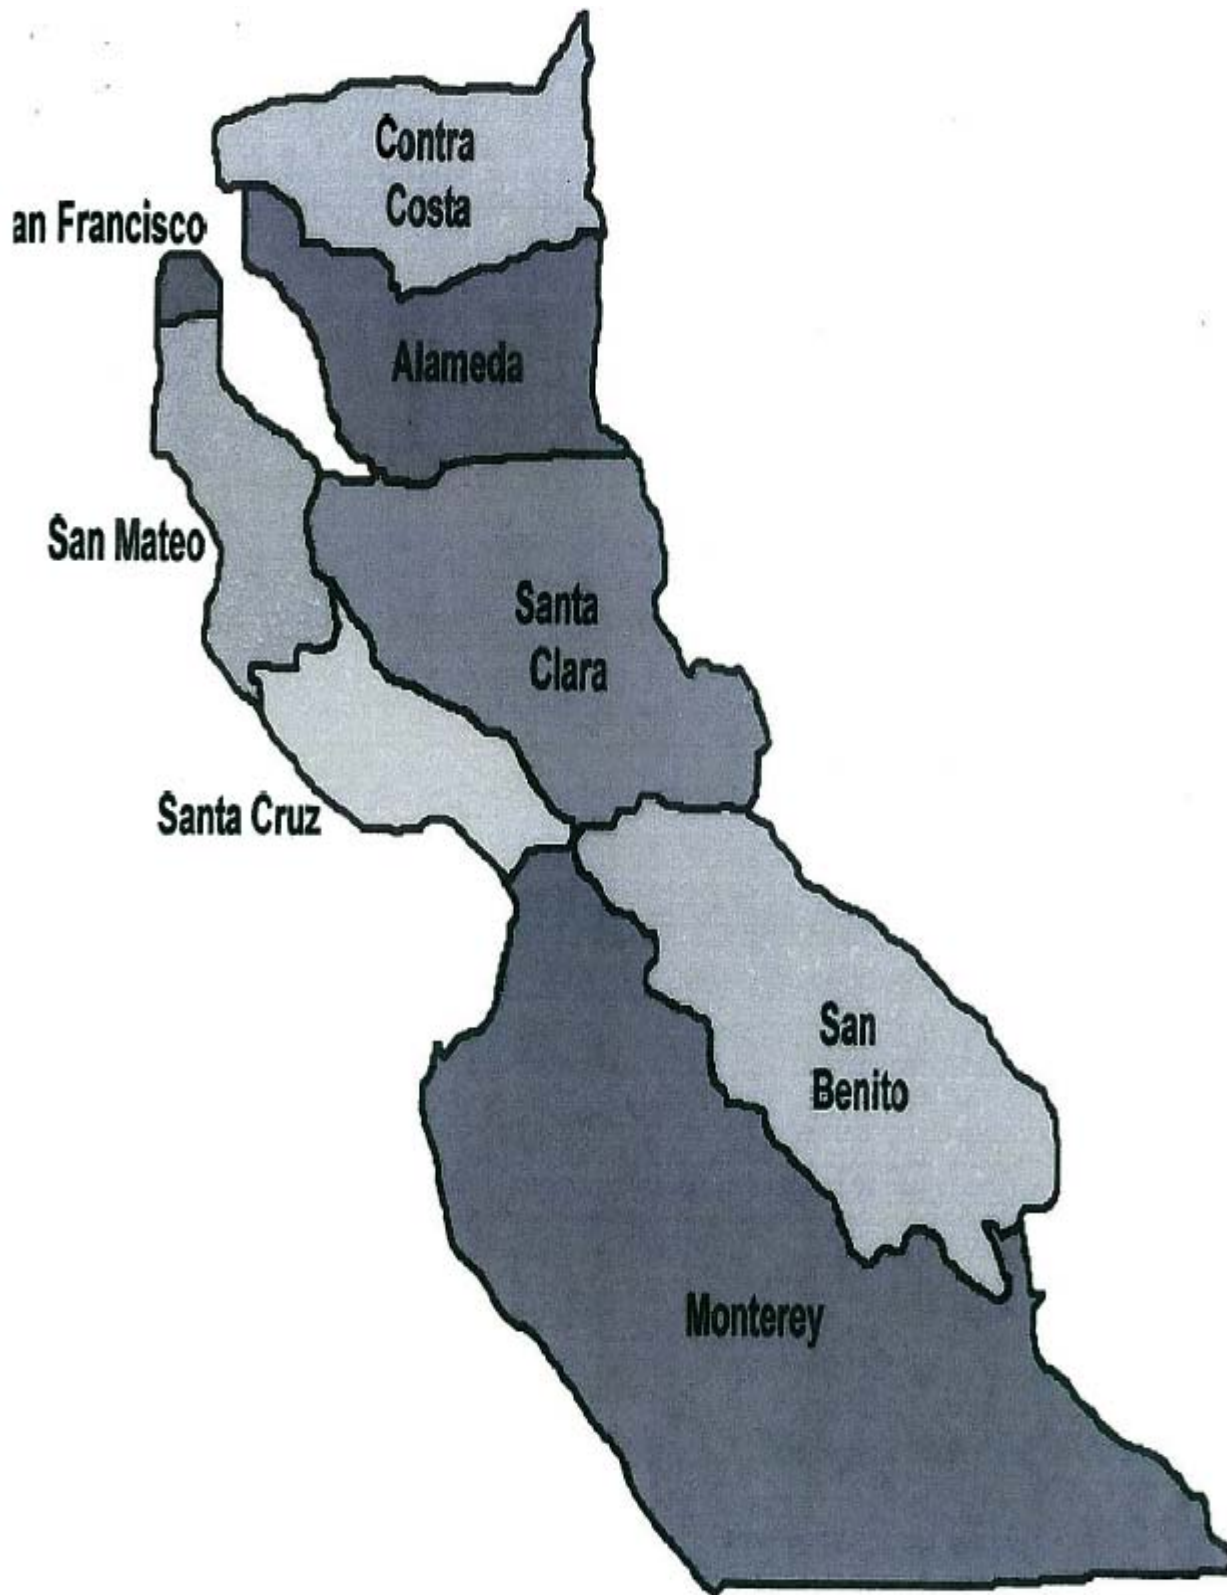 Contra
Costa
an Francisco
Alameda
San Mateo
Santa
Clara
Santa Cruz
San
Benito
Monterey